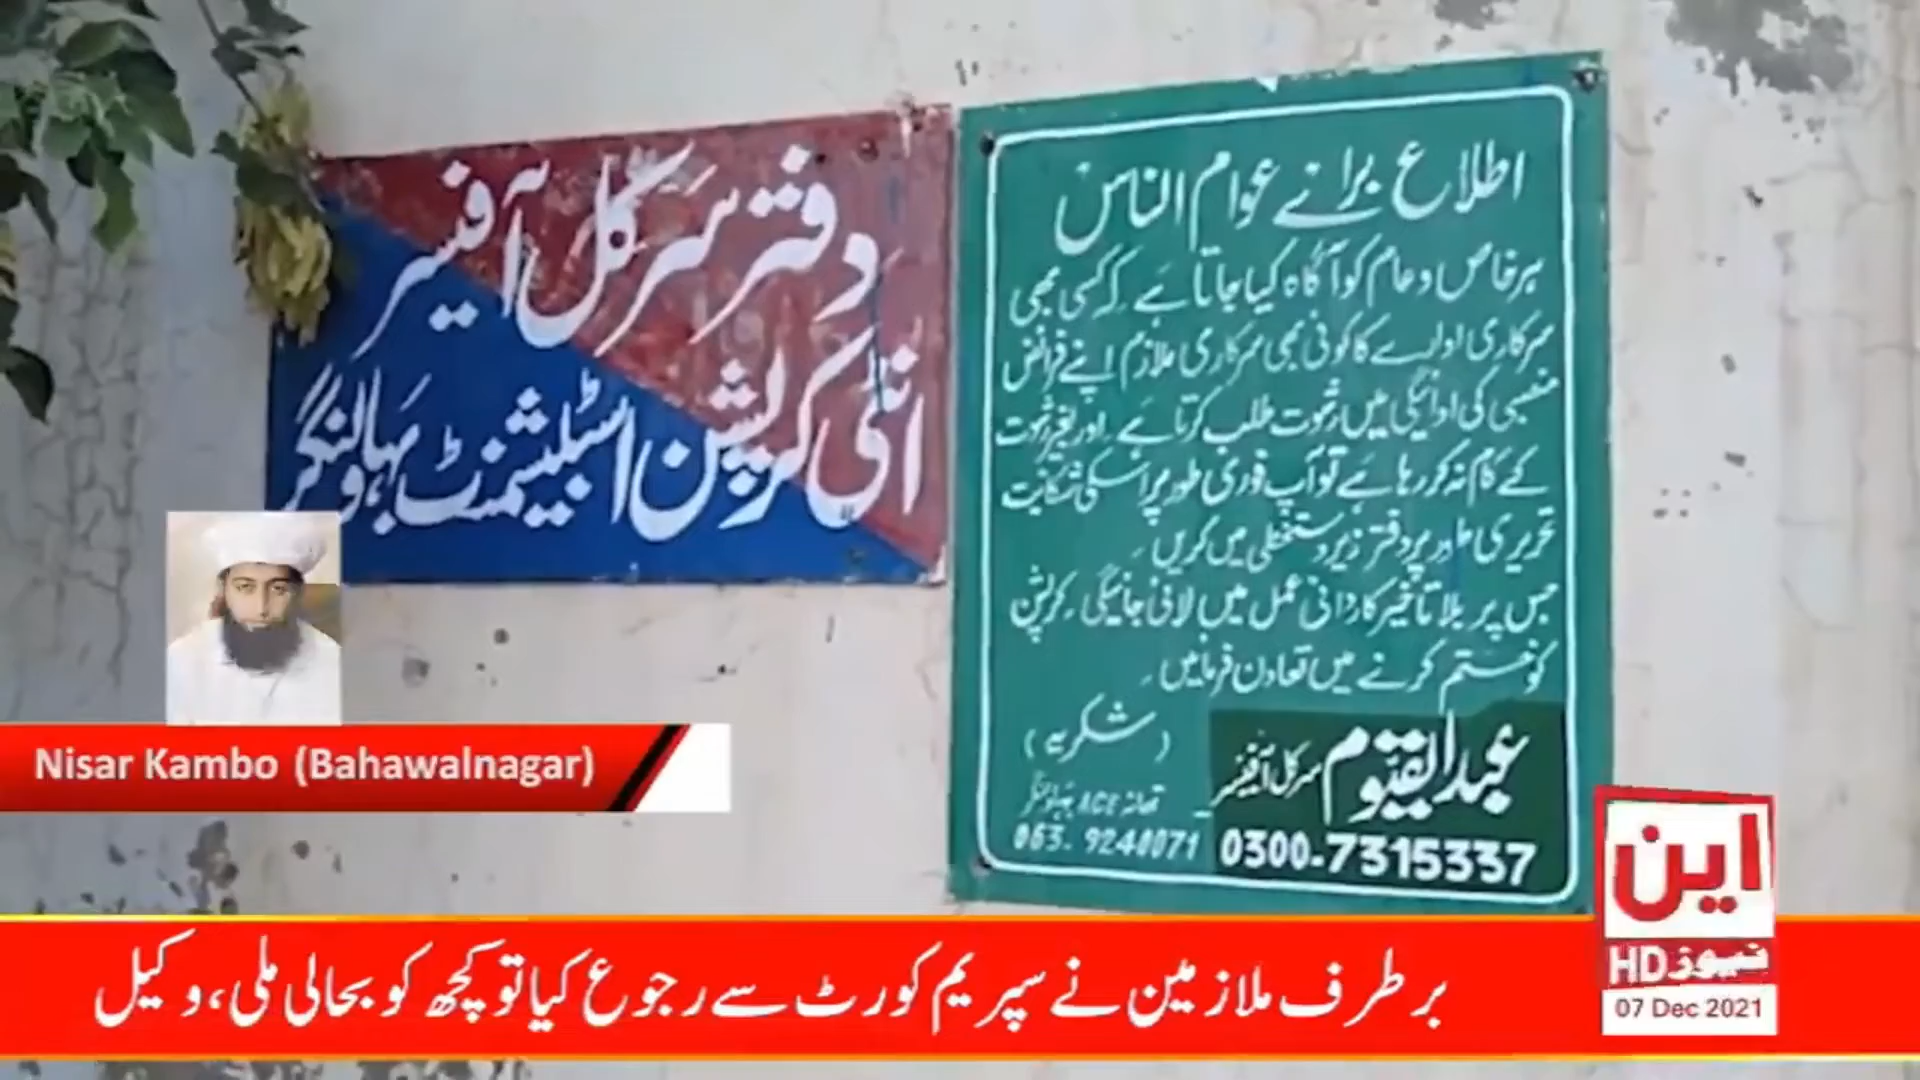 دفتر سرکل آفیسر
انٹی کرپشن اسٹبلیشمنٹ بہاولنگر
اطلاع برائے عوام الناس
ہر خاص و عام کو آگاہ کیا جاتا ہے۔ کہ کسی بھی
سرکاری ادارے کا کوئی بھی سرکاری ملازم اپنے فرائض
منصبی کی ادائیگی میں رشوت طلب کرتا ہے۔ اور بغیر رشوت
کے کام نہ کر رہا ہے تو آپ فوری طور پر اسکی شکایت
تحریری طور پر دفتر زیر دستخطی میں کریں۔
جس پر بلا تاخیر کاروائی عمل میں لائی جائیگی۔ کرپشن
کو ختم کرنے میں تعاون فرمائیں۔
(شکریہ)
عبدالقیوم سرکل آفیسر
تھانہ ACE بہاولنگر
063-9240071
0300-7315337
Nisar Kambo (Bahawalnagar)
این
نیوز HD
07 Dec 2021
برطرف ملازمین نے سپریم کورٹ سے رجوع کیا تو کچھ کو بحالی ملی، وکیل